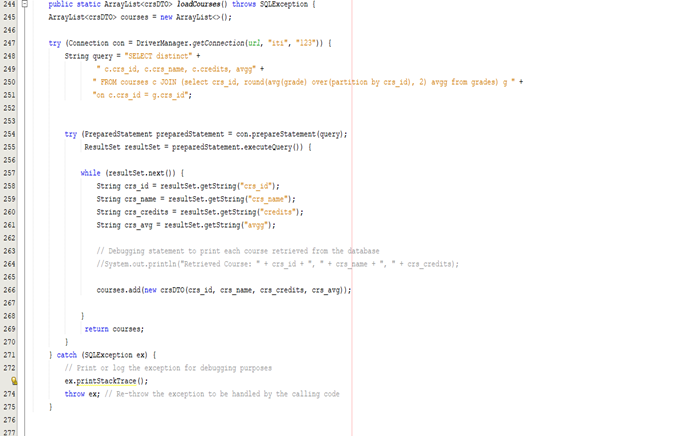 244 public static ArrayList<crsDTO> loadCourses() throws SQLException {
245 ArrayList<crsDTO> courses = new ArrayList<>();
246
247 try (Connection con = DriverManager.getConnection(url, "iti", "123")) {
248 String query = "SELECT distinct" +
249 " c.crs_id, c.crs_name, c.credits, avgg" +
250 " FROM courses c JOIN (select crs_id, round(avg(grade) over(partition by crs_id), 2) avgg from grades) g " +
251 "on c.crs_id = g.crs_id";
252
253
254 try (PreparedStatement preparedStatement = con.prepareStatement(query);
255 ResultSet resultSet = preparedStatement.executeQuery()) {
256
257 while (resultSet.next()) {
258 String crs_id = resultSet.getString("crs_id");
259 String crs_name = resultSet.getString("crs_name");
260 String crs_credits = resultSet.getString("credits");
261 String crs_avg = resultSet.getString("avgg");
262
263 // Debugging statement to print each course retrieved from the database
264 //System.out.println("Retrieved Course: " + crs_id + ", " + crs_name + ", " + crs_credits);
265
266 courses.add(new crsDTO(crs_id, crs_name, crs_credits, crs_avg));
267
268 }
269 return courses;
270 }
271 } catch (SQLException ex) {
272 // Print or log the exception for debugging purposes
ex.printStackTrace();
274 throw ex; // Re-throw the exception to be handled by the calling code
275 }
276
277